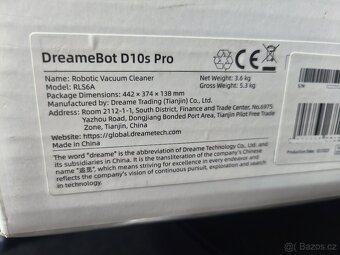 DreameBot D10s Pro
Name: Robotic Vacuum Cleaner
Model: RLS6A
Package Dimensions: 442 × 374 × 138 mm
Net Weight: 3.6 kg
Gross Weight: 5.3 kg
Manufactured by: Dreame Trading (Tianjin) Co., Ltd.
Address: Room 2112-1-1, South District, Finance and Trade Center, No.6975
Yazhou Road, Dongjiang Bonded Port Area, Tianjin Pilot Free Trade
Zone, Tianjin, China
Website: https://global.dreametech.com
Made in China
The word "dreame" is the abbreviation of Dreame Technology Co., Ltd. and
its subsidiaries in China. It is the transliteration of the company's Chinese
name "追觅", which means striving for excellence in every endeavor and
reflects the company's vision of continuous pursuit, exploration and search
in technology.
S/N:
Bazos.cz